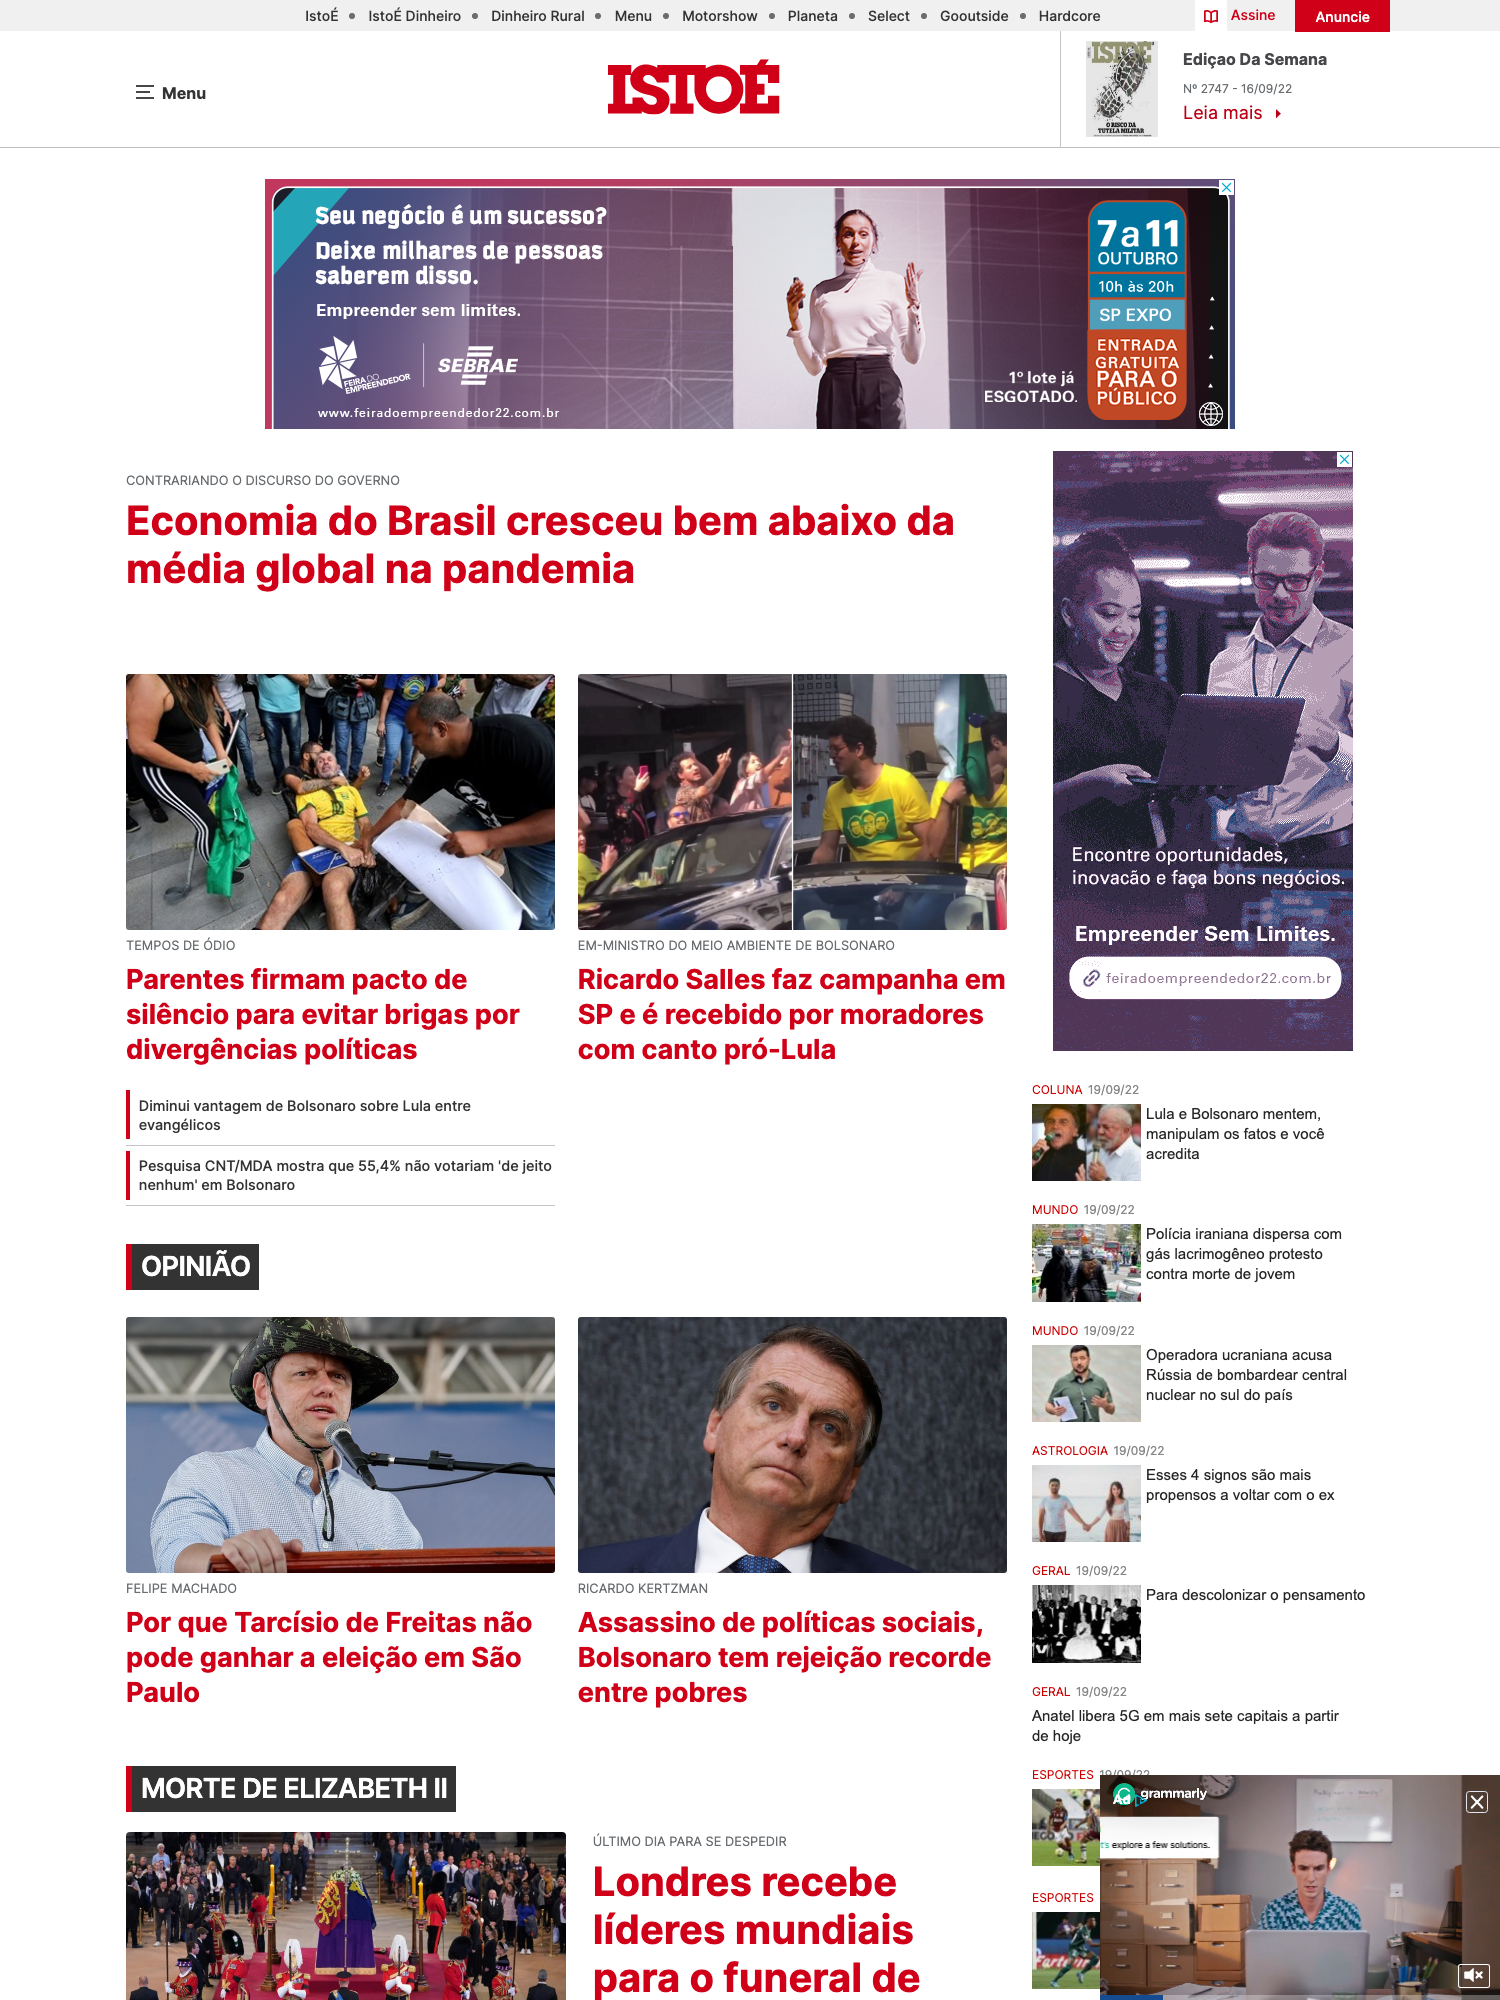 IstoÉ • IstoÉ Dinheiro • Dinheiro Rural • Menu • Motorshow • Planeta • Select • Gooutside • Hardcore
Assine
Anuncie
Menu
ISTOÉ
ISTOÉ
O RISCO DA
TUTELA MILITAR
Ediçao Da Semana
Nº 2747 - 16/09/22
Leia mais
Seu negócio é um sucesso?
Deixe milhares de pessoas
saberem disso.
Empreender sem limites.
FEIRA DO
EMPREENDEDOR
SEBRAE
www.feiradoempreendedor22.com.br
1º lote já
ESGOTADO.
7a11
OUTUBRO
10h às 20h
SP EXPO
ENTRADA
GRATUITA
PARA O
PÚBLICO
CONTRARIANDO O DISCURSO DO GOVERNO
Economia do Brasil cresceu bem abaixo da
média global na pandemia
TEMPOS DE ÓDIO
Parentes firmam pacto de
silêncio para evitar brigas por
divergências políticas
Diminui vantagem de Bolsonaro sobre Lula entre
evangélicos
Pesquisa CNT/MDA mostra que 55,4% não votariam 'de jeito
nenhum' em Bolsonaro
EM-MINISTRO DO MEIO AMBIENTE DE BOLSONARO
Ricardo Salles faz campanha em
SP e é recebido por moradores
com canto pró-Lula
OPINIÃO
FELIPE MACHADO
Por que Tarcísio de Freitas não
pode ganhar a eleição em São
Paulo
RICARDO KERTZMAN
Assassino de políticas sociais,
Bolsonaro tem rejeição recorde
entre pobres
MORTE DE ELIZABETH II
ÚLTIMO DIA PARA SE DESPEDIR
Londres recebe
líderes mundiais
para o funeral de
Encontre oportunidades,
inovacão e faça bons negócios.
Empreender Sem Limites.
feiradoempreendedor22.com.br
COLUNA 19/09/22
Lula e Bolsonaro mentem,
manipulam os fatos e você
acredita
MUNDO 19/09/22
Polícia iraniana dispersa com
gás lacrimogêneo protesto
contra morte de jovem
MUNDO 19/09/22
Operadora ucraniana acusa
Rússia de bombardear central
nuclear no sul do país
ASTROLOGIA 19/09/22
Esses 4 signos são mais
propensos a voltar com o ex
GERAL 19/09/22
Para descolonizar o pensamento
GERAL 19/09/22
Anatel libera 5G em mais sete capitais a partir
de hoje
ESPORTES 19/09/22
ESPORTES
Ad
grammarly
explore a few solutions.